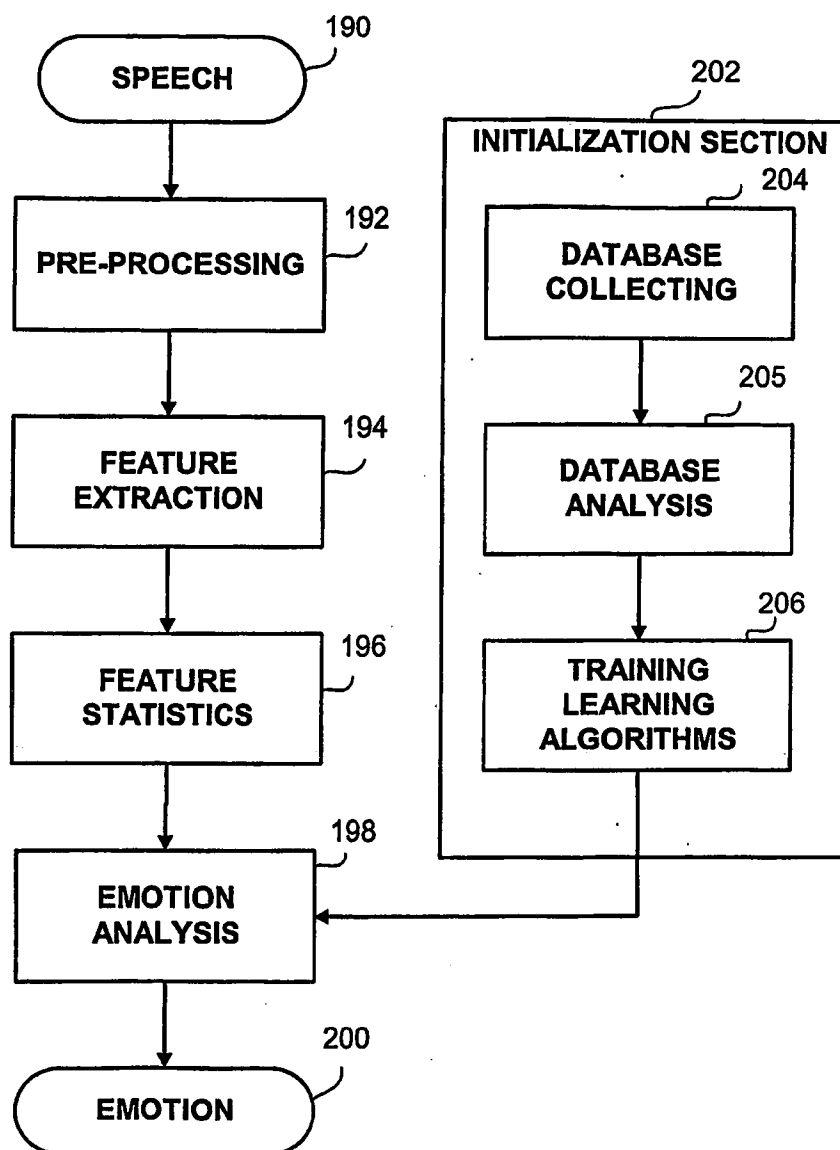 190
SPEECH
192
PRE-PROCESSING
194
FEATURE
EXTRACTION
196
FEATURE
STATISTICS
198
EMOTION
ANALYSIS
200
EMOTION
202
INITIALIZATION SECTION
204
DATABASE
COLLECTING
205
DATABASE
ANALYSIS
206
TRAINING
LEARNING
ALGORITHMS